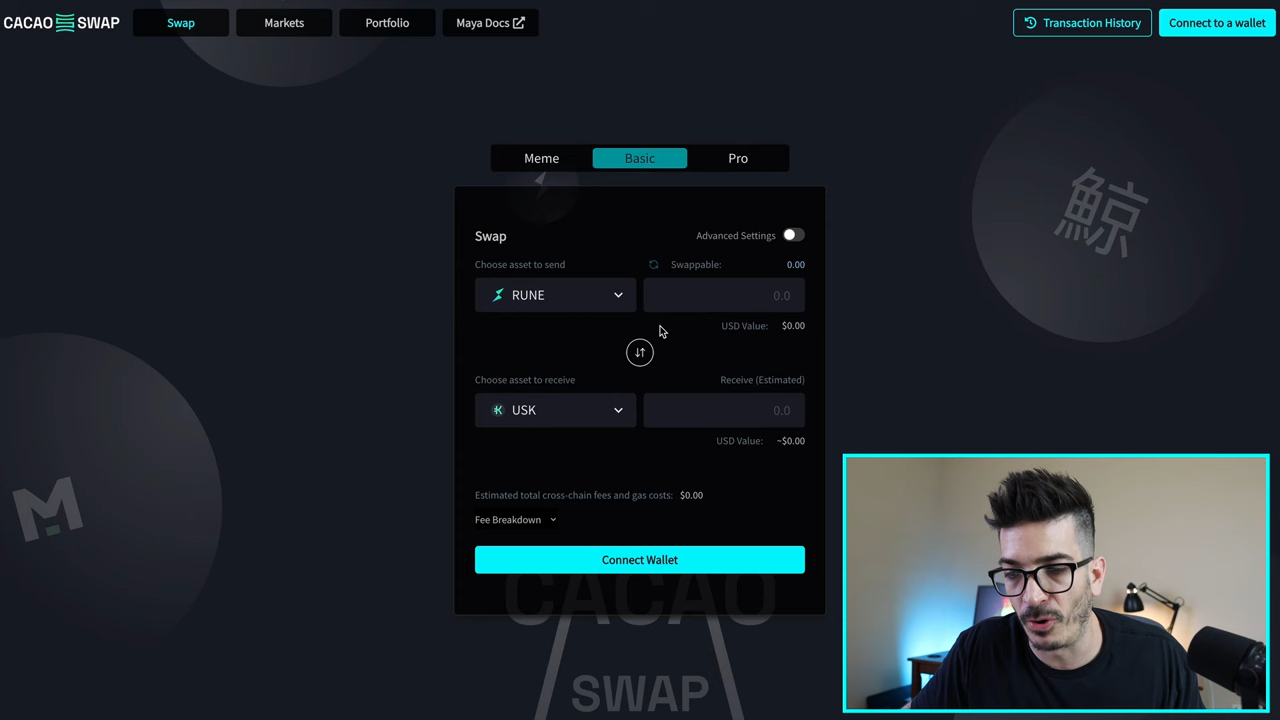 CACAO SWAP
Swap
Markets
Portfolio
Maya Docs
Transaction History
Connect to a wallet
鯨
Meme
Basic
Pro
Swap
Advanced Settings
Choose asset to send
Swappable: 0.00
RUNE
0.0
USD Value: $0.00
Choose asset to receive
Receive (Estimated)
USK
0.0
USD Value: ~$0.00
M
Estimated total cross-chain fees and gas costs: $0.00
Fee Breakdown
Connect Wallet
CACAO
SWAP